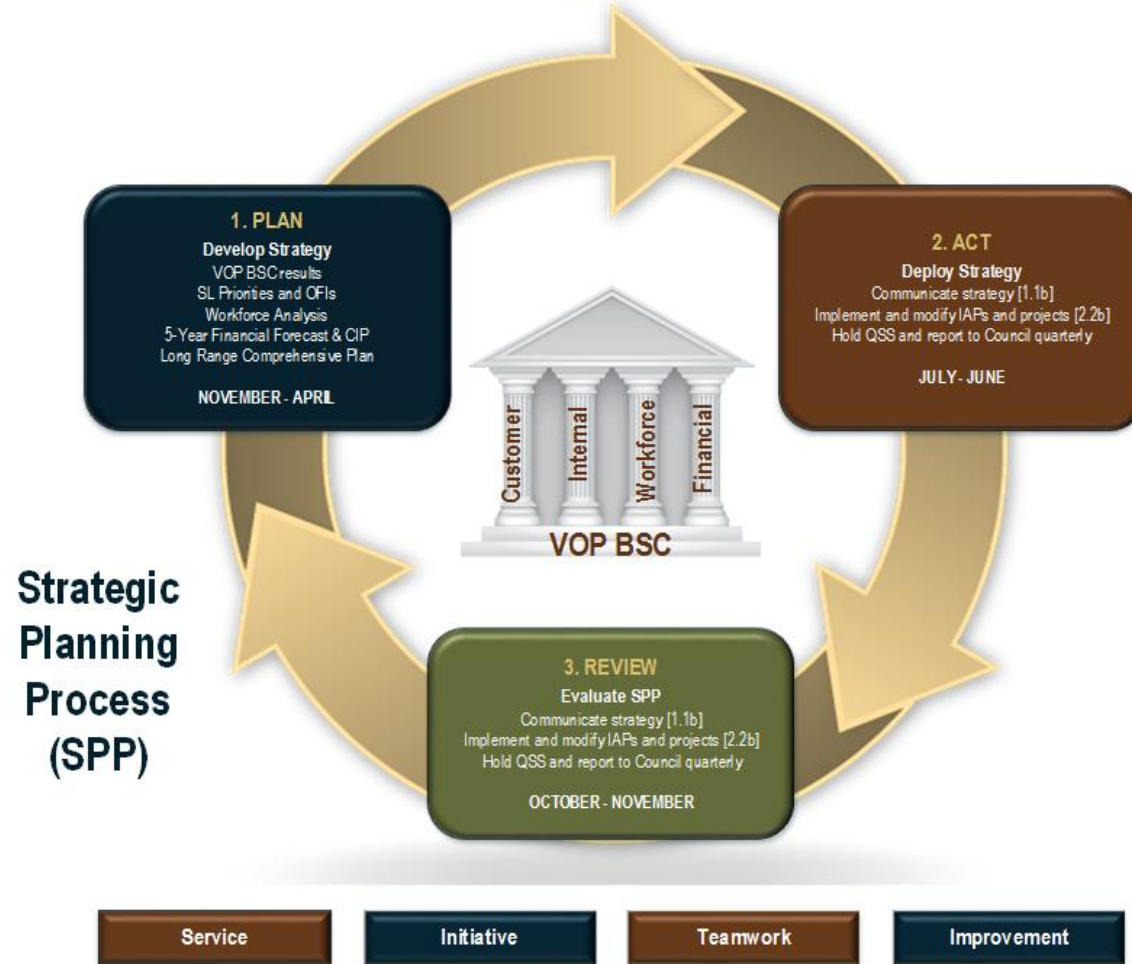 1. PLAN
Develop Strategy
VOP BSC results
SL Priorities and OFIs
Workforce Analysis
5-Year Financial Forecast & CIP
Long Range Comprehensive Plan
NOVEMBER - APRIL
2. ACT
Deploy Strategy
Communicate strategy [1.1b]
Implement and modify IAPs and projects [2.2b]
Hold QSS and report to Council quarterly
JULY - JUNE
Customer
Internal
Workforce
Financial
VOP BSC
Strategic
Planning
Process
(SPP)
3. REVIEW
Evaluate SPP
Communicate strategy [1.1b]
Implement and modify IAPs and projects [2.2b]
Hold QSS and report to Council quarterly
OCTOBER - NOVEMBER
Service
Initiative
Teamwork
Improvement